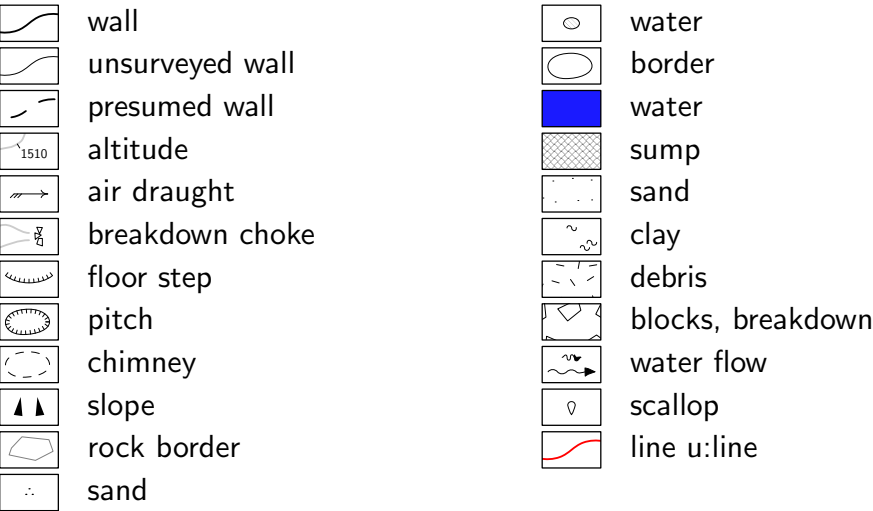 wall
unsurveyed wall
presumed wall
1510 altitude
air draught
breakdown choke
floor step
pitch
chimney
slope
rock border
sand
water
border
water
sump
sand
clay
debris
blocks, breakdown
water flow
scallop
line u:line